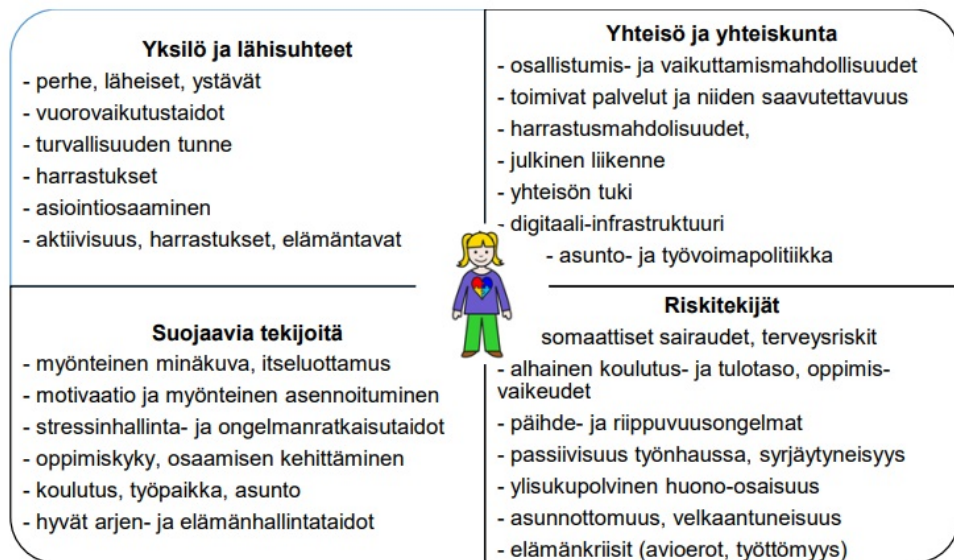 Yksilö ja lähisuhteet
- perhe, läheiset, ystävät
- vuorovaikutustaidot
- turvallisuuden tunne
- harrastukset
- asiointiosaaminen
- aktiivisuus, harrastukset, elämäntavat
Yhteisö ja yhteiskunta
- osallistumis- ja vaikuttamismahdollisuudet
- toimivat palvelut ja niiden saavutettavuus
- harrastusmahdolisuudet,
- julkinen liikenne
- yhteisön tuki
- digitaali-infrastruktuuri
- asunto- ja työvoimapolitiikka
Suojaavia tekijöitä
- myönteinen minäkuva, itseluottamus
- motivaatio ja myönteinen asennoituminen
- stressinhallinta- ja ongelmanratkaisutaidot
- oppimiskyky, osaamisen kehittäminen
- koulutus, työpaikka, asunto
- hyvät arjen- ja elämänhallintataidot
Riskitekijät
somaattiset sairaudet, terveysriskit
- alhainen koulutus- ja tulotaso, oppimis-
vaikeudet
- päihde- ja riippuvuusongelmat
- passiivisuus työnhaussa, syrjäytyneisyys
- ylisukupolvinen huono-osaisuus
- asunnottomuus, velkaantuneisuus
- elämänkriisit (avioerot, työttömyys)